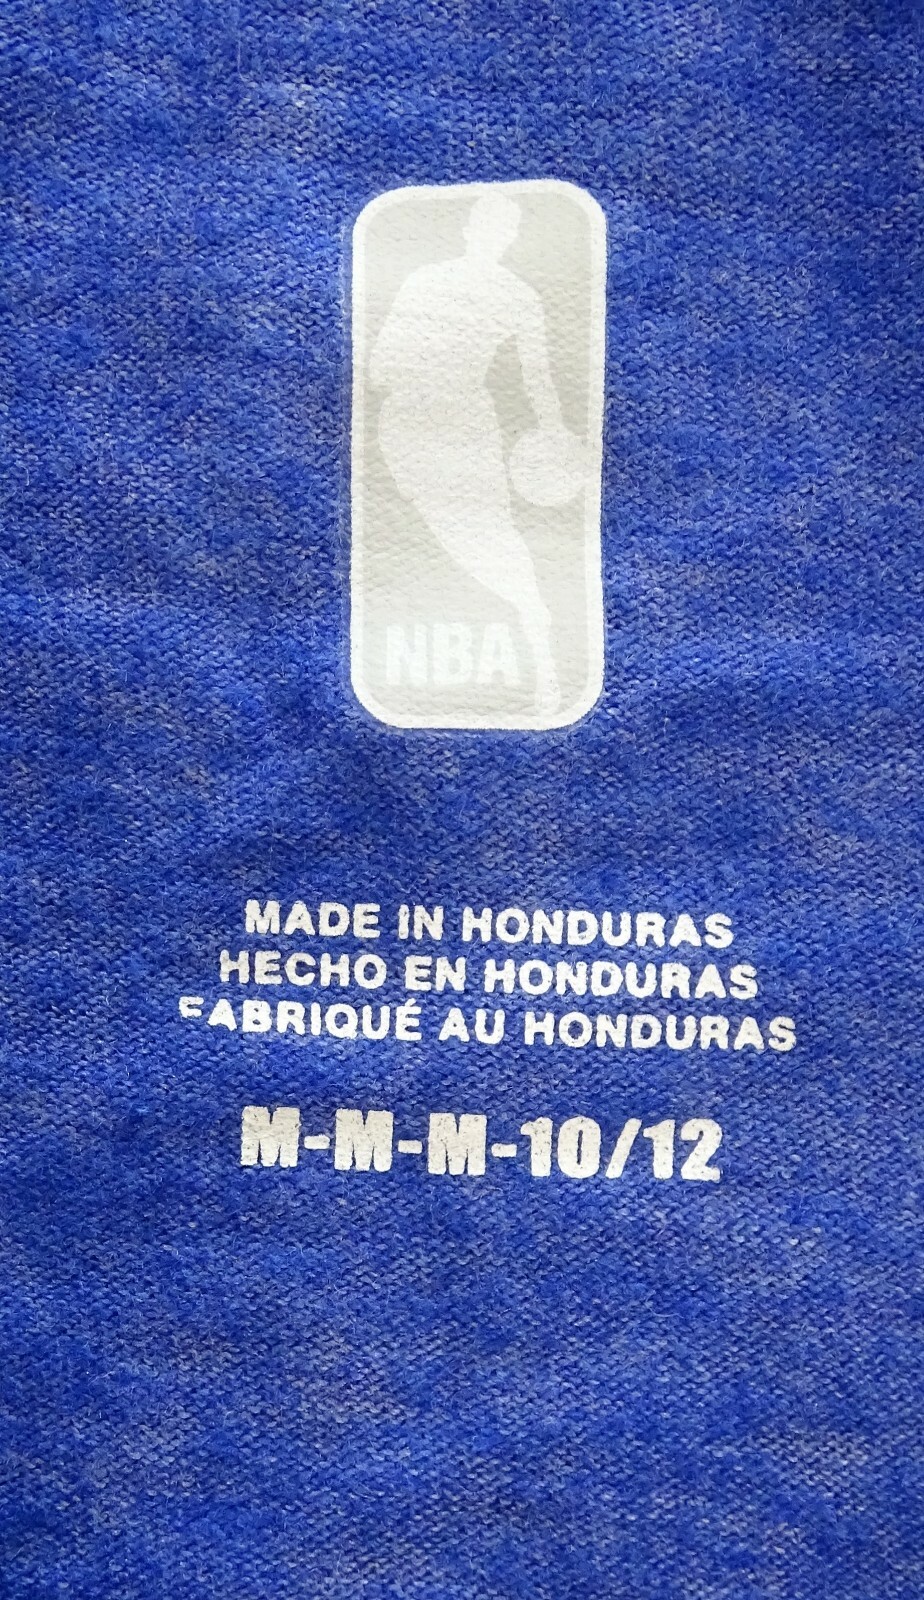 NBA
MADE IN HONDURAS
HECHO EN HONDURAS
FABRIQUÉ AU HONDURAS
M-M-M-10/12